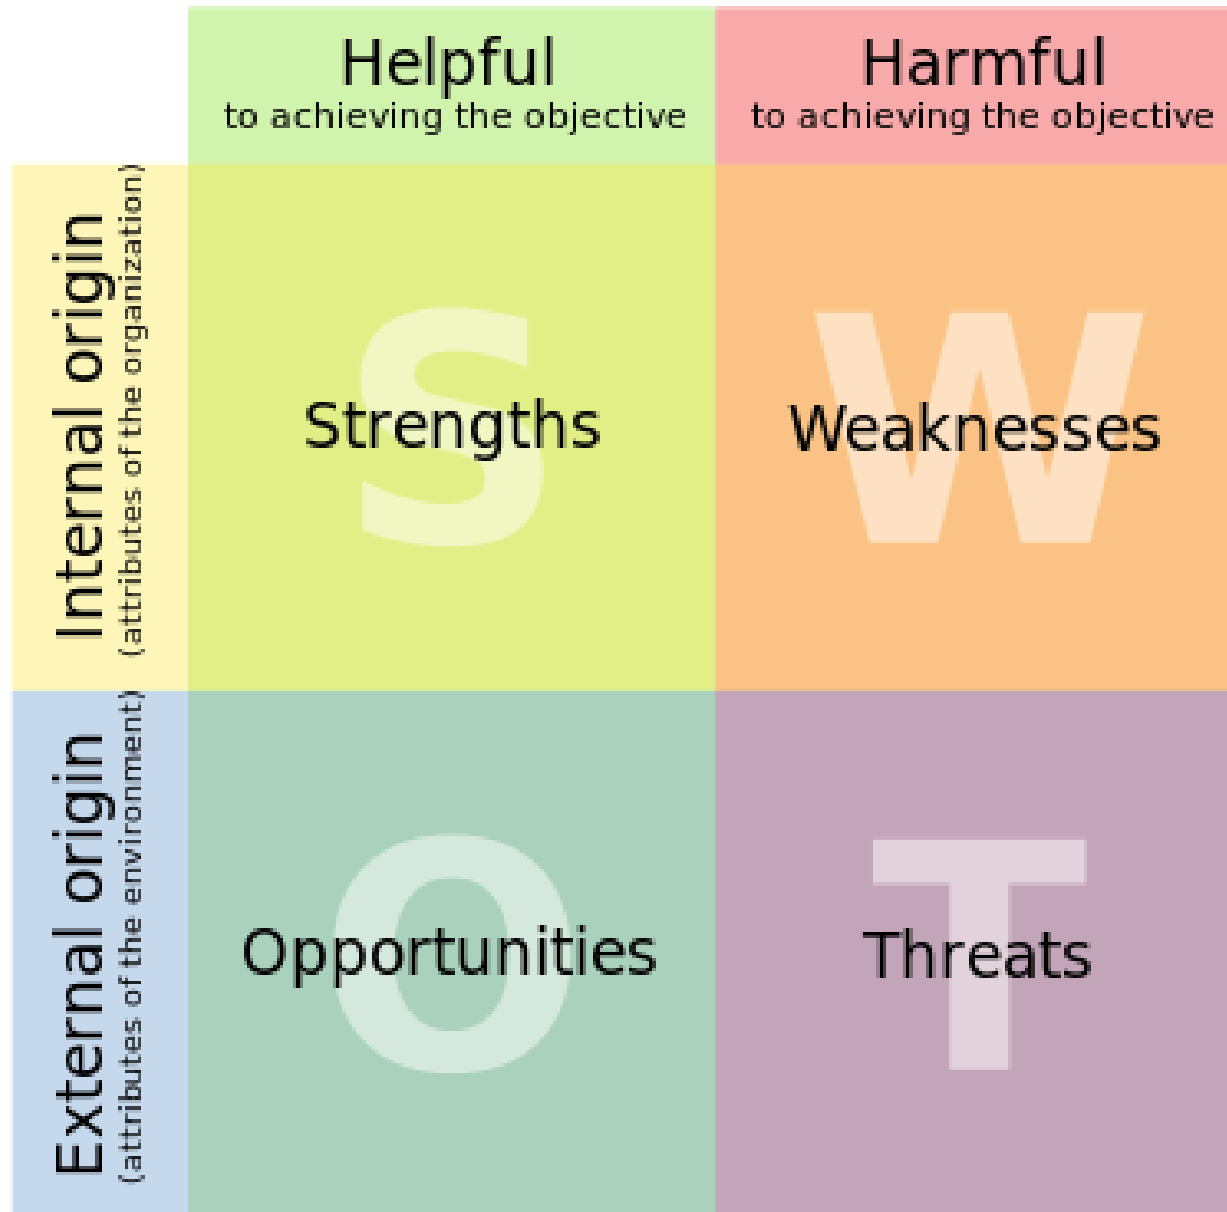 Helpful
to achieving the objective
Harmful
to achieving the objective
Internal origin
(attributes of the organization)
S
Strengths
W
Weaknesses
External origin
(attributes of the environment)
O
Opportunities
T
Threats